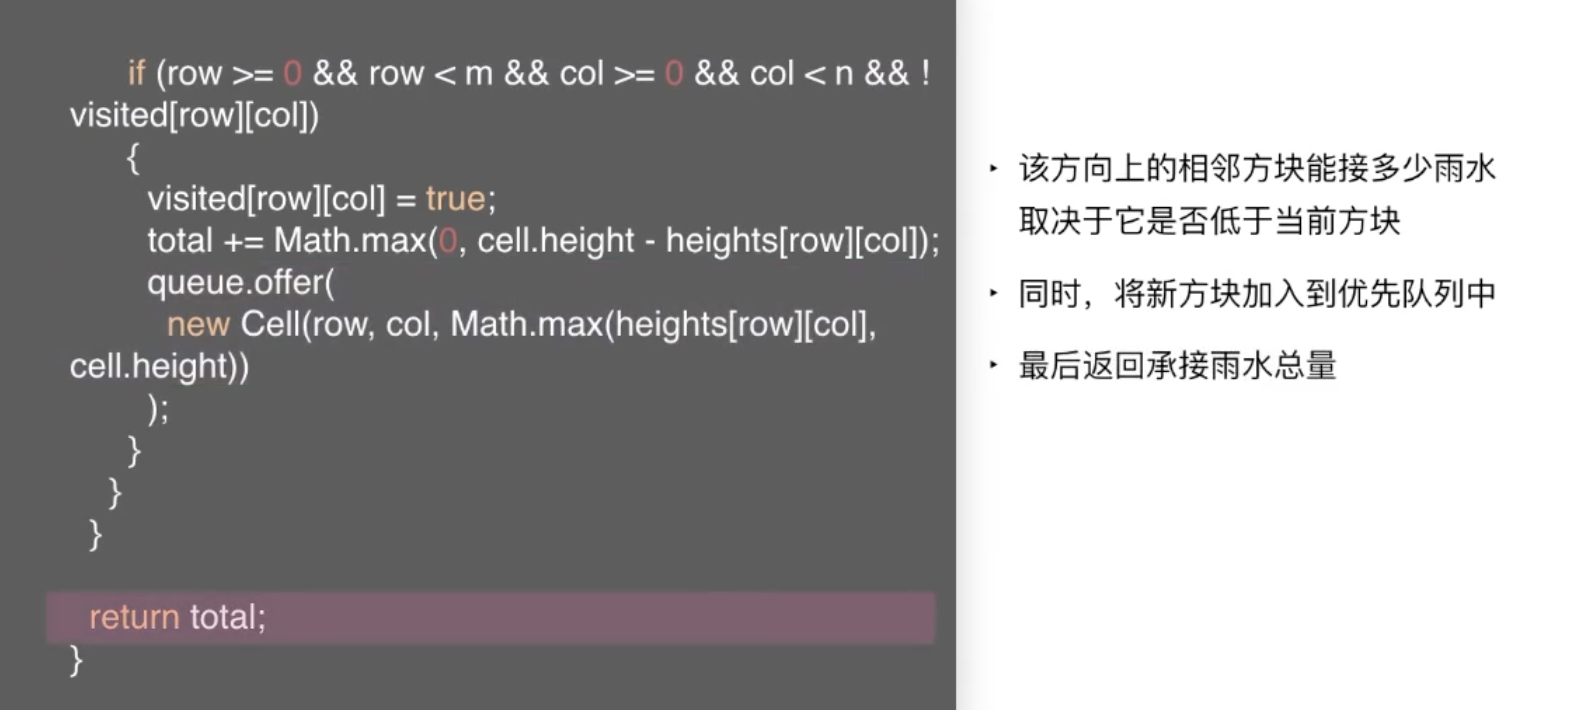 if (row >= 0 && row < m && col >= 0 && col < n && !
visited[row][col])
{
visited[row][col] = true;
total += Math.max(0, cell.height - heights[row][col]);
queue.offer(
new Cell(row, col, Math.max(heights[row][col],
cell.height))
);
}
}
}
return total;
}
‣ 该方向上的相邻方块能接多少雨水
取决于它是否低于当前方块
‣ 同时，将新方块加入到优先队列中
‣ 最后返回承接雨水总量